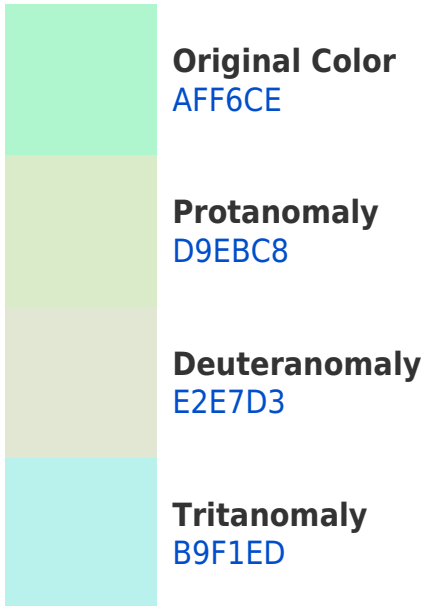 Original Color
AFF6CE
Protanomaly
D9EBC8
Deuteranomaly
E2E7D3
Tritanomaly
B9F1ED